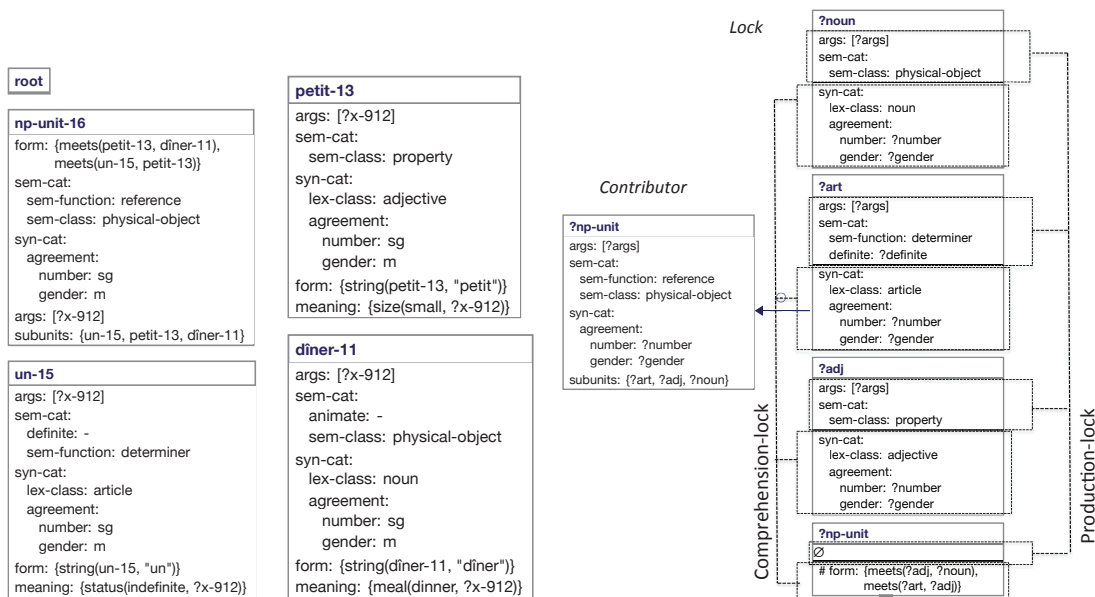 root
np-unit-16
form: {meets(petit-13, dîner-11),
meets(un-15, petit-13)}
sem-cat:
sem-function: reference
sem-class: physical-object
syn-cat:
agreement:
number: sg
gender: m
args: [?x-912]
subunits: {un-15, petit-13, dîner-11}
un-15
args: [?x-912]
sem-cat:
definite: -
sem-function: determiner
syn-cat:
lex-class: article
agreement:
number: sg
gender: m
form: {string(un-15, "un")}
meaning: {status(indefinite, ?x-912)}
petit-13
args: [?x-912]
sem-cat:
sem-class: property
syn-cat:
lex-class: adjective
agreement:
number: sg
gender: m
form: {string(petit-13, "petit")}
meaning: {size(small, ?x-912)}
dîner-11
args: [?x-912]
sem-cat:
animate: -
sem-class: physical-object
syn-cat:
lex-class: noun
agreement:
number: sg
gender: m
form: {string(dîner-11, "dîner")}
meaning: {meal(dinner, ?x-912)}
Contributor
?np-unit
args: [?args]
sem-cat:
sem-function: reference
sem-class: physical-object
syn-cat:
agreement:
number: ?number
gender: ?gender
subunits: {?art, ?adj, ?noun}
Lock
?noun
args: [?args]
sem-cat:
sem-class: physical-object
syn-cat:
lex-class: noun
agreement:
number: ?number
gender: ?gender
?art
args: [?args]
sem-cat:
sem-function: determiner
definite: ?definite
syn-cat:
lex-class: article
agreement:
number: ?number
gender: ?gender
?adj
args: [?args]
sem-cat:
sem-class: property
syn-cat:
lex-class: adjective
agreement:
number: ?number
gender: ?gender
?np-unit
∅
# form: {meets(?adj, ?noun),
meets(?art, ?adj)}
Comprehension-lock
Production-lock